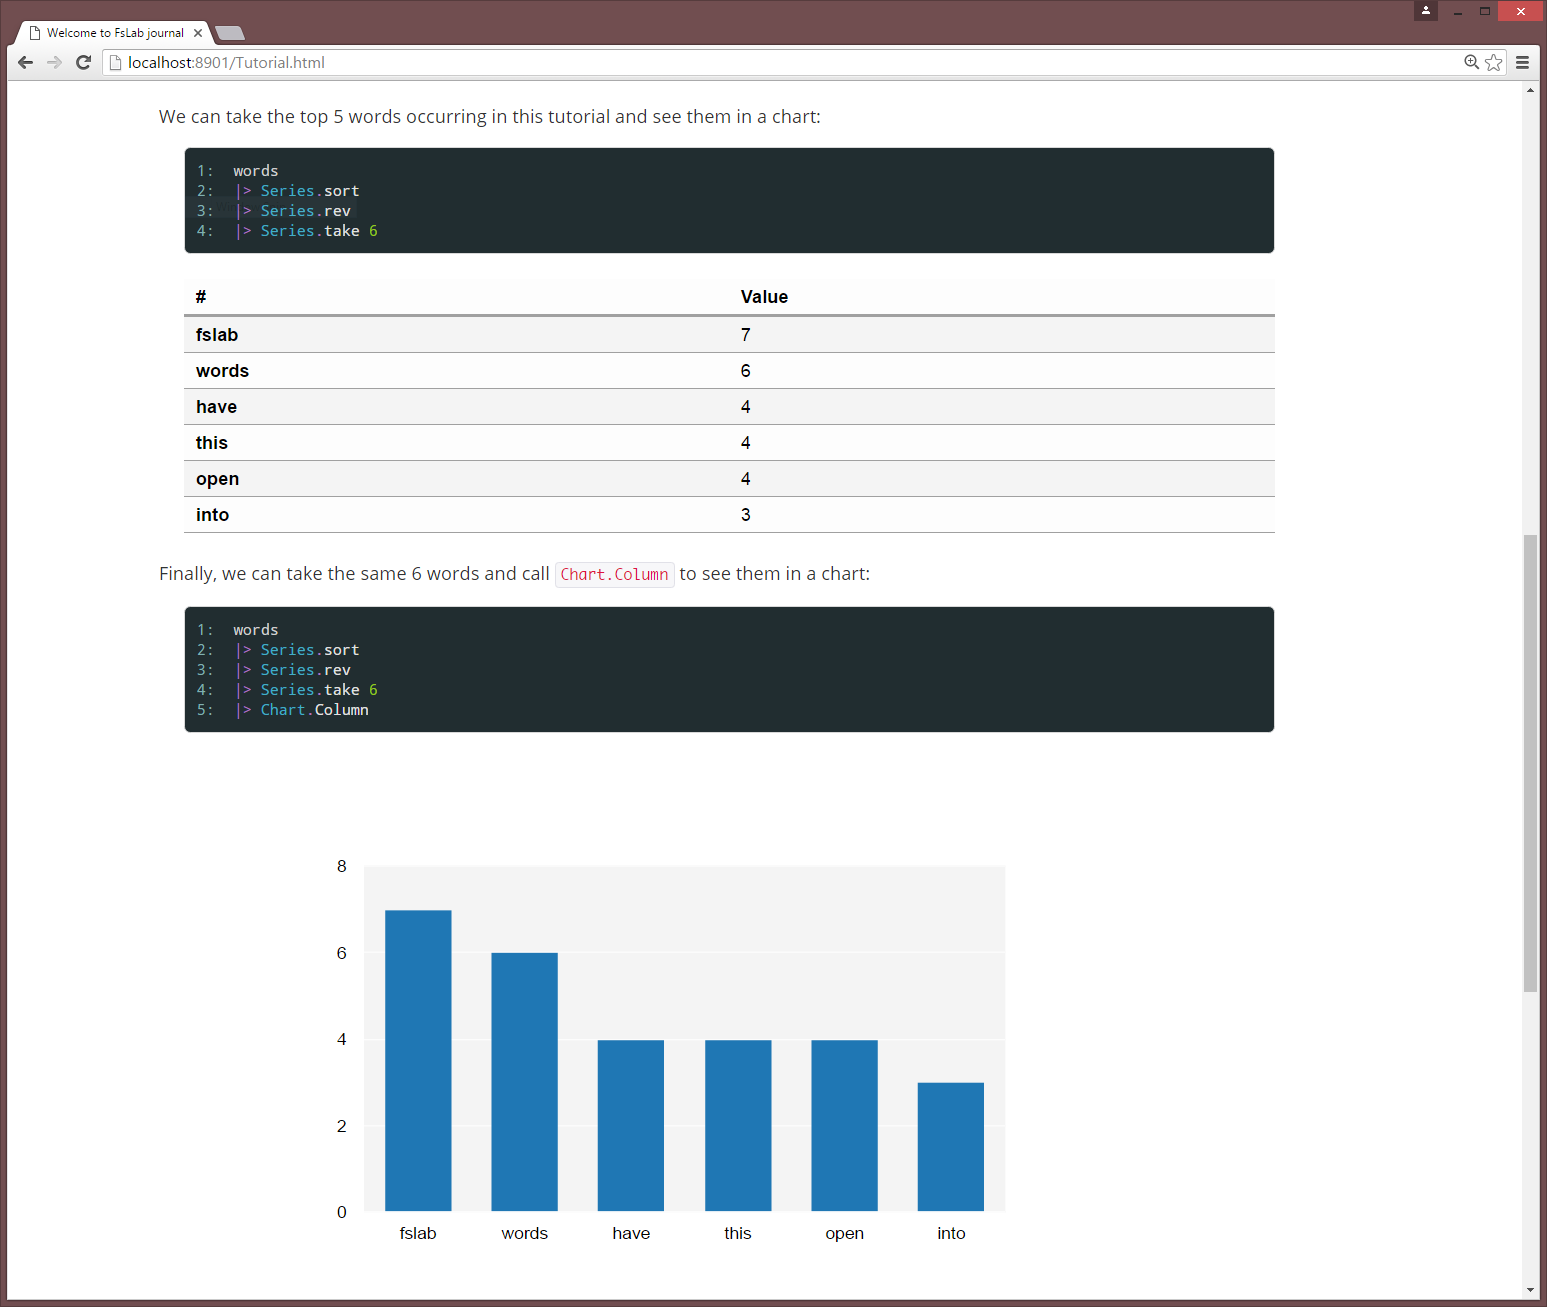 Welcome to FsLab journal
localhost:8901/Tutorial.html
We can take the top 5 words occurring in this tutorial and see them in a chart:
1: words
2: |> Series.sort
3: |> Series.rev
4: |> Series.take 6
# Value
fslab 7
words 6
have 4
this 4
open 4
into 3
Finally, we can take the same 6 words and call Chart.Column to see them in a chart:
1: words
2: |> Series.sort
3: |> Series.rev
4: |> Series.take 6
5: |> Chart.Column
8
6
4
2
0
fslab words have this open into